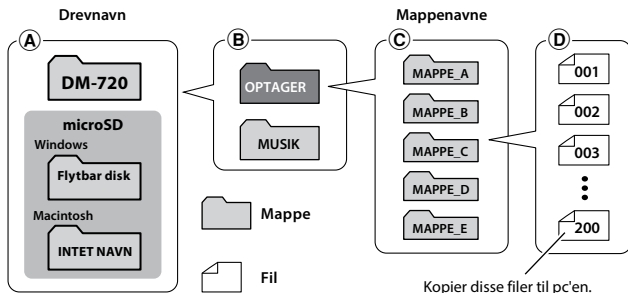 Drevnavn
Mappenavne
A
DM-720
microSD
Windows
Flytbar disk
Macintosh
INTET NAVN
B
OPTAGER
MUSIK
Mappe
Fil
C
MAPPE_A
MAPPE_B
MAPPE_C
MAPPE_D
MAPPE_E
D
001
002
003
200
Kopier disse filer til pc'en.